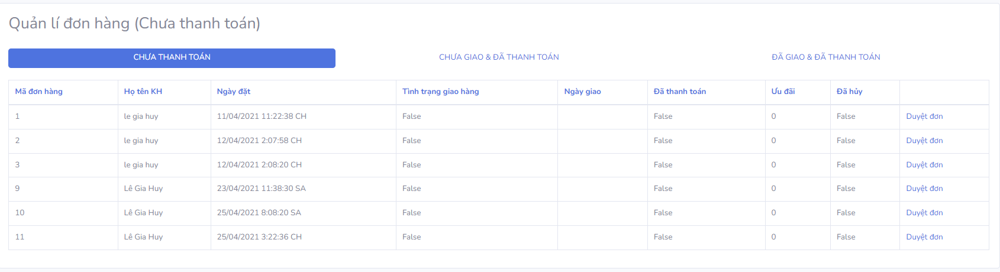 Quản lí đơn hàng (Chưa thanh toán)
CHƯA THANH TOÁN CHƯA GIAO & ĐÃ THANH TOÁN ĐÃ GIAO & ĐÃ THANH TOÁN
Mã đơn hàng Họ tên KH Ngày đặt Tình trạng giao hàng Ngày giao Đã thanh toán Ưu đãi Đã hủy
1 le gia huy 11/04/2021 11:22:38 CH False False 0 False Duyệt đơn
2 le gia huy 12/04/2021 2:07:58 CH False False 0 False Duyệt đơn
3 le gia huy 12/04/2021 2:08:20 CH False False 0 False Duyệt đơn
9 Lê Gia Huy 23/04/2021 11:38:30 SA False False 0 False Duyệt đơn
10 Lê Gia Huy 25/04/2021 8:08:20 SA False False 0 False Duyệt đơn
11 Lê Gia Huy 25/04/2021 3:22:36 CH False False 0 False Duyệt đơn